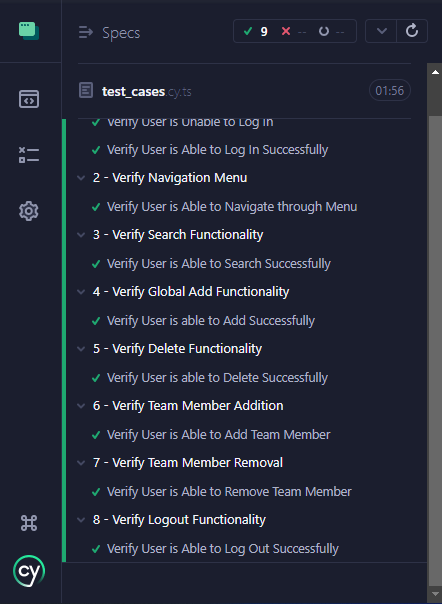 Specs
9 -- --
test_cases cy.ts
01:56
Verify User is Unable to Log In
Verify User is Able to Log In Successfully
2 - Verify Navigation Menu
Verify User is Able to Navigate through Menu
3 - Verify Search Functionality
Verify User is Able to Search Successfully
4 - Verify Global Add Functionality
Verify User is able to Add Successfully
5 - Verify Delete Functionality
Verify User is able to Delete Successfully
6 - Verify Team Member Addition
Verify User is Able to Add Team Member
7 - Verify Team Member Removal
Verify User is Able to Remove Team Member
8 - Verify Logout Functionality
Verify User is Able to Log Out Successfully
cy